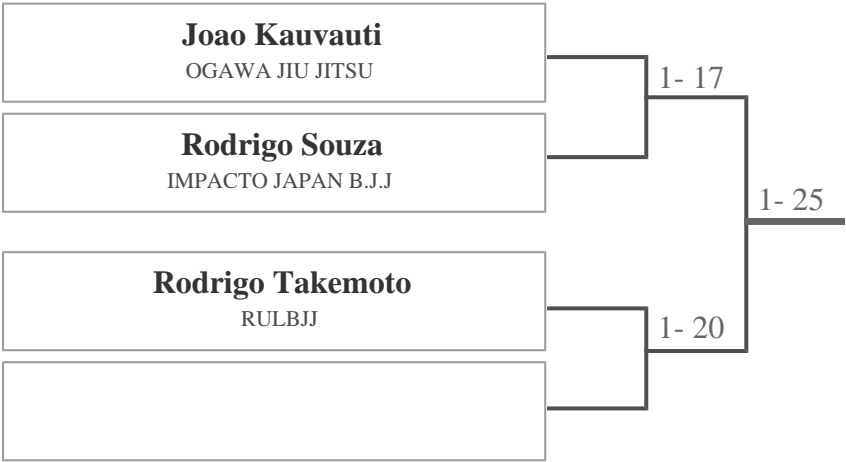 Joao Kauvauti
OGAWA JIU JITSU
1- 17
Rodrigo Souza
IMPACTO JAPAN B.J.J
1- 25
Rodrigo Takemoto
RULBJJ
1- 20